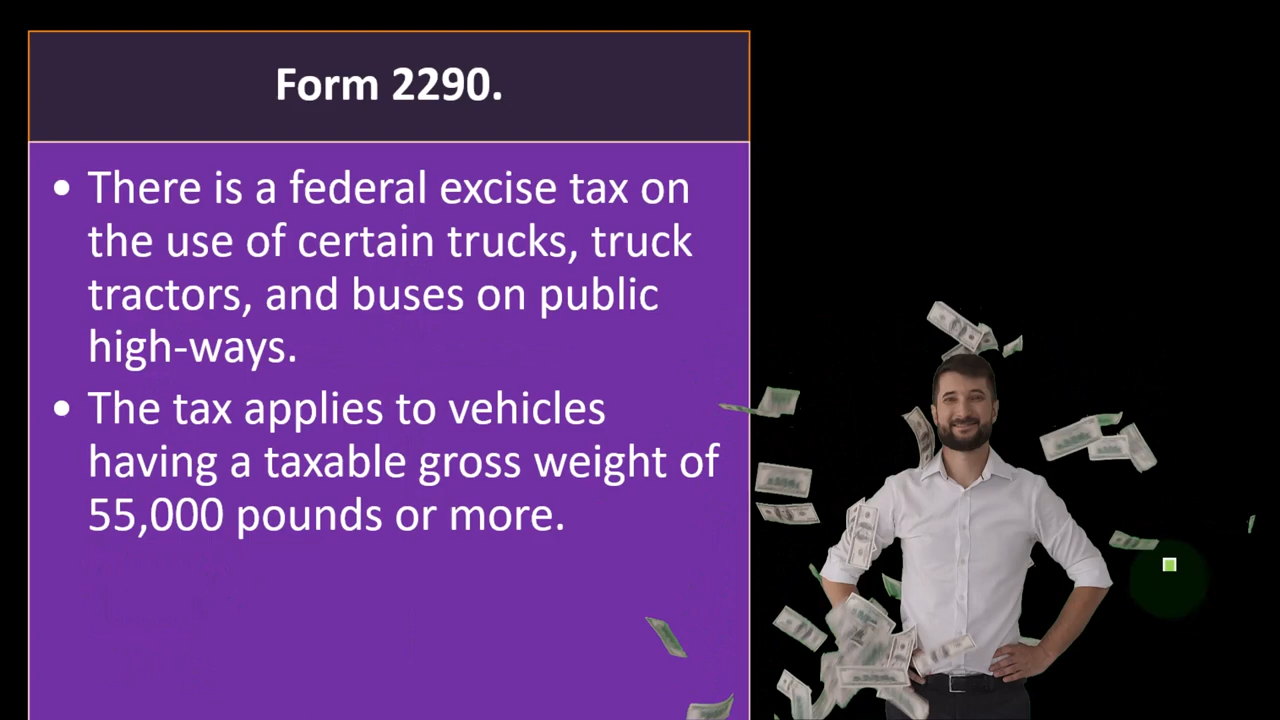 Form 2290.
• There is a federal excise tax on
the use of certain trucks, truck
tractors, and buses on public
high-ways.
• The tax applies to vehicles
having a taxable gross weight of
55,000 pounds or more.